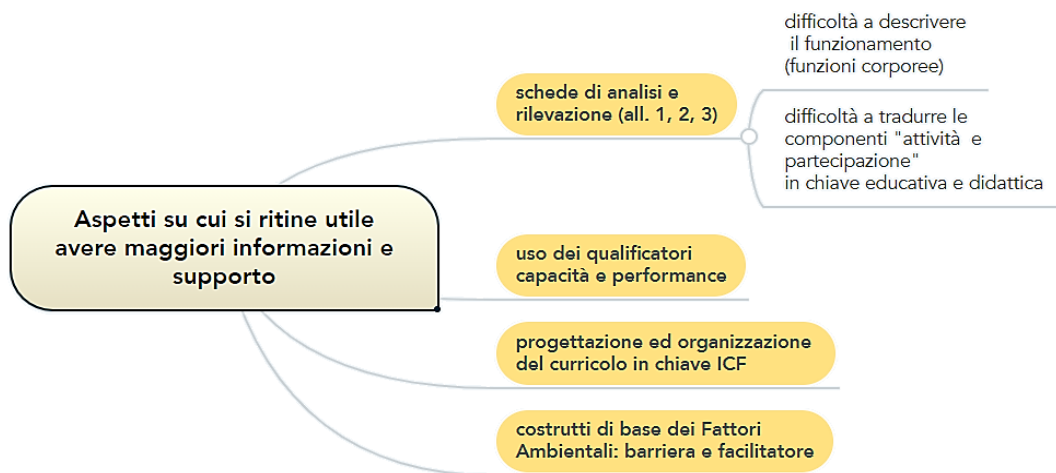 Aspetti su cui si ritine utile
avere maggiori informazioni e
supporto
schede di analisi e
rilevazione (all. 1, 2, 3)
difficoltà a descrivere
il funzionamento
(funzioni corporee)
difficoltà a tradurre le
componenti "attività e
partecipazione"
in chiave educativa e didattica
uso dei qualificatori
capacità e performance
progettazione ed organizzazione
del curricolo in chiave ICF
costrutti di base dei Fattori
Ambientali: barriera e facilitatore